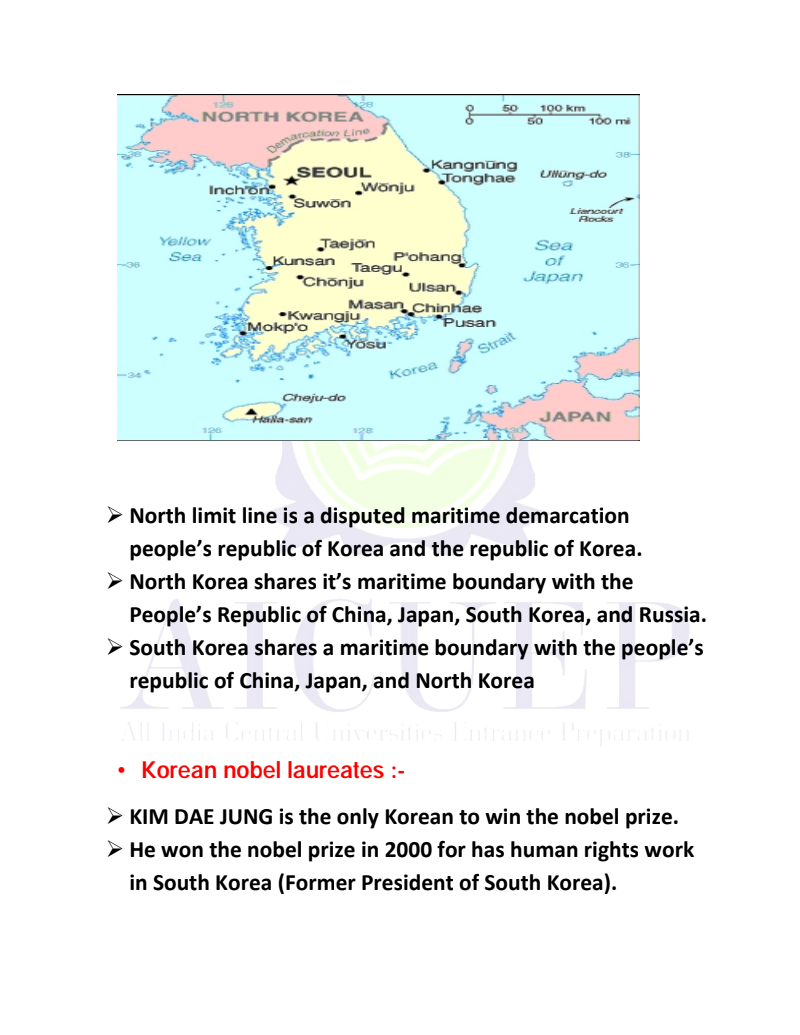 126
128
NORTH KOREA
0 50 100 km
0 50 100 mi
Demarcation Line
38
38
SEOUL
Kangnŭng
Tonghae
Ullŭng-do
Inch'ŏn
Wŏnju
Suwŏn
Liancourt
Rocks
Yellow
Sea
Taejŏn
Sea
of
Japan
P'ohang
36
Kunsan
Taegu
36
Chŏnju
Ulsan
Masan
Chinhae
Kwangju
Pusan
Mokp'o
Yŏsu
Korea Strait
34
34
Cheju-do
Halla-san
JAPAN
126
128
130
➢ North limit line is a disputed maritime demarcation
people’s republic of Korea and the republic of Korea.
➢ North Korea shares it’s maritime boundary with the
People’s Republic of China, Japan, South Korea, and Russia.
➢ South Korea shares a maritime boundary with the people’s
republic of China, Japan, and North Korea
AICUEP
All India Central Universities Entrance Preparation
• Korean nobel laureates :-
➢ KIM DAE JUNG is the only Korean to win the nobel prize.
➢ He won the nobel prize in 2000 for has human rights work
in South Korea (Former President of South Korea).